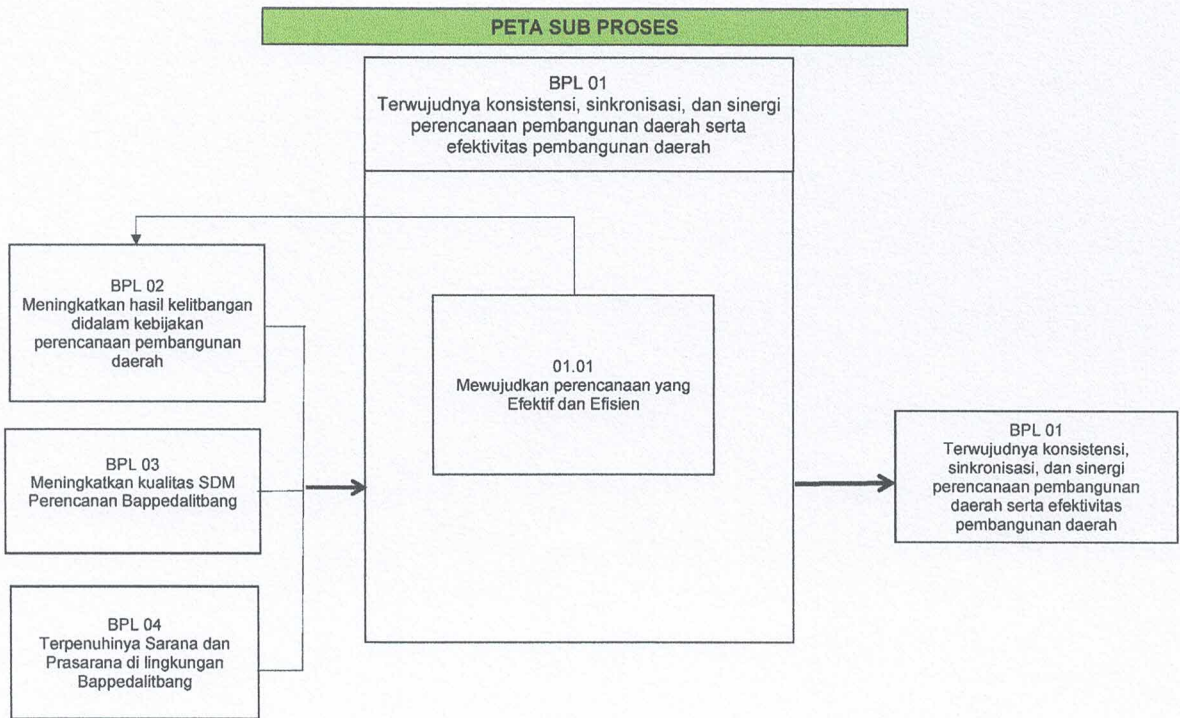 PETA SUB PROSES
BPL 01
Terwujudnya konsistensi, sinkronisasi, dan sinergi
perencanaan pembangunan daerah serta
efektivitas pembangunan daerah
BPL 02
Meningkatkan hasil kelitbangan
didalam kebijakan
perencanaan pembangunan
daerah
01.01
Mewujudkan perencanaan yang
Efektif dan Efisien
BPL 03
Meningkatkan kualitas SDM
Perencanan Bappedalitbang
BPL 01
Terwujudnya konsistensi,
sinkronisasi, dan sinergi
perencanaan pembangunan
daerah serta efektivitas
pembangunan daerah
BPL 04
Terpenuhinya Sarana dan
Prasarana di lingkungan
Bappedalitbang